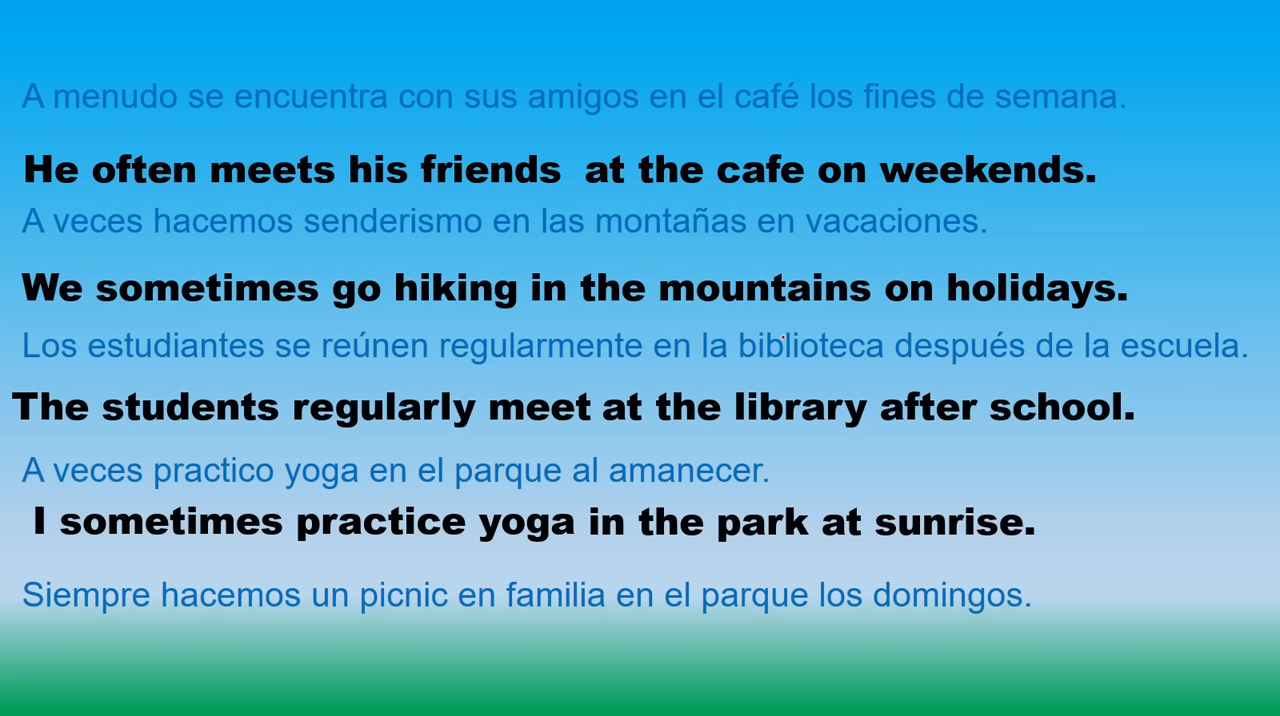 A menudo se encuentra con sus amigos en el café los fines de semana.
He often meets his friends at the cafe on weekends.
A veces hacemos senderismo en las montañas en vacaciones.
We sometimes go hiking in the mountains on holidays.
Los estudiantes se reúnen regularmente en la biblioteca después de la escuela.
The students regularly meet at the library after school.
A veces practico yoga en el parque al amanecer.
I sometimes practice yoga in the park at sunrise.
Siempre hacemos un picnic en familia en el parque los domingos.